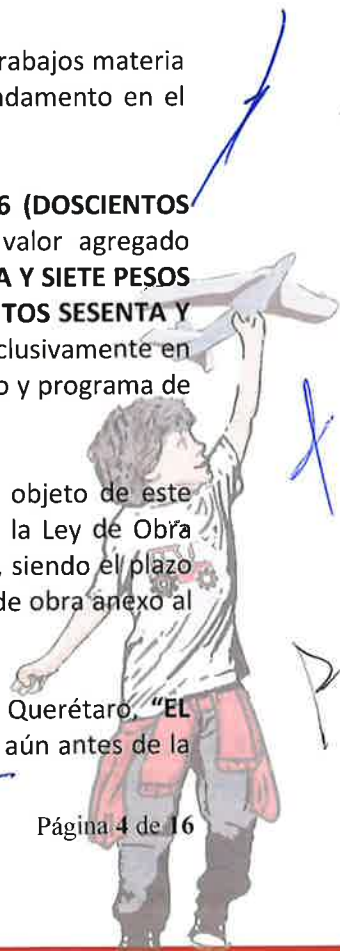 rabajos materia
ndamento en el
6 (DOSCIENTOS
valor agregado
A Y SIETE PESOS
TOS SESENTA Y
clusivamente en
o y programa de
objeto de este
la Ley de Obra
, siendo el plazo
de obra anexo al
Querétaro, "EL
aún antes de la
Página 4 de 16